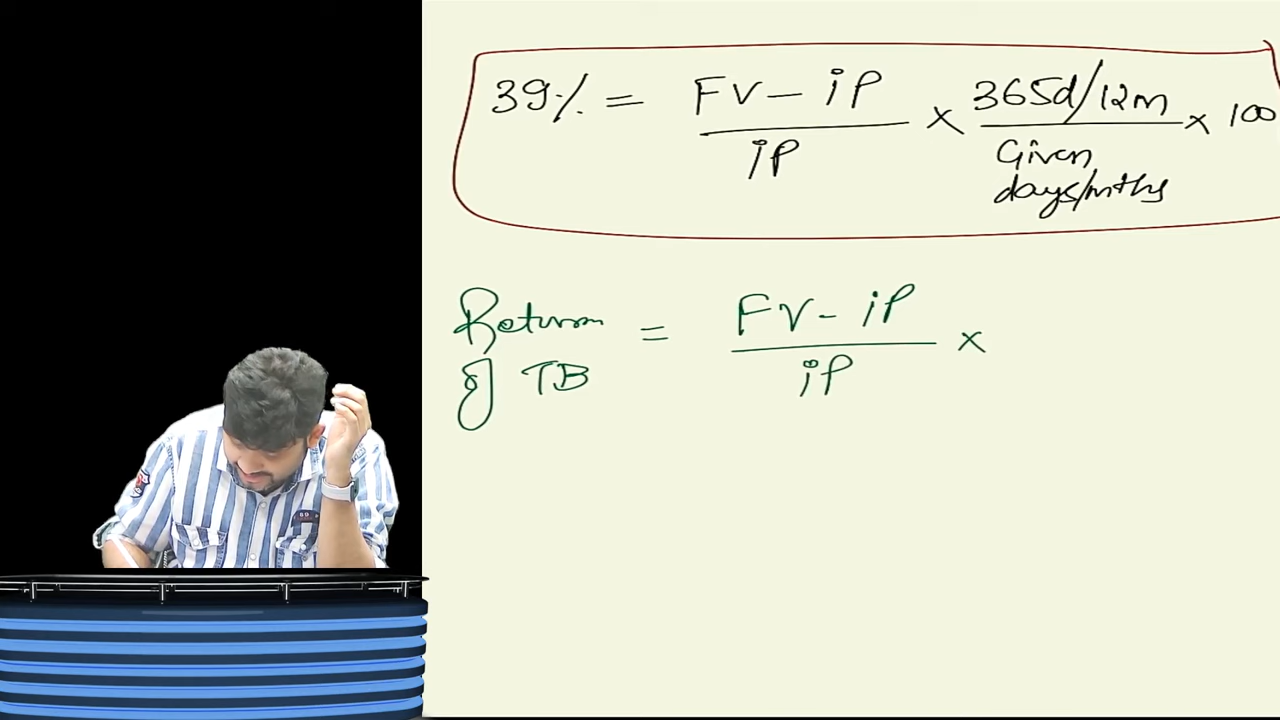 39% = FV - iP / iP × 365d/12m / Given days/mths × 100
Return of TB = FV - iP / iP ×